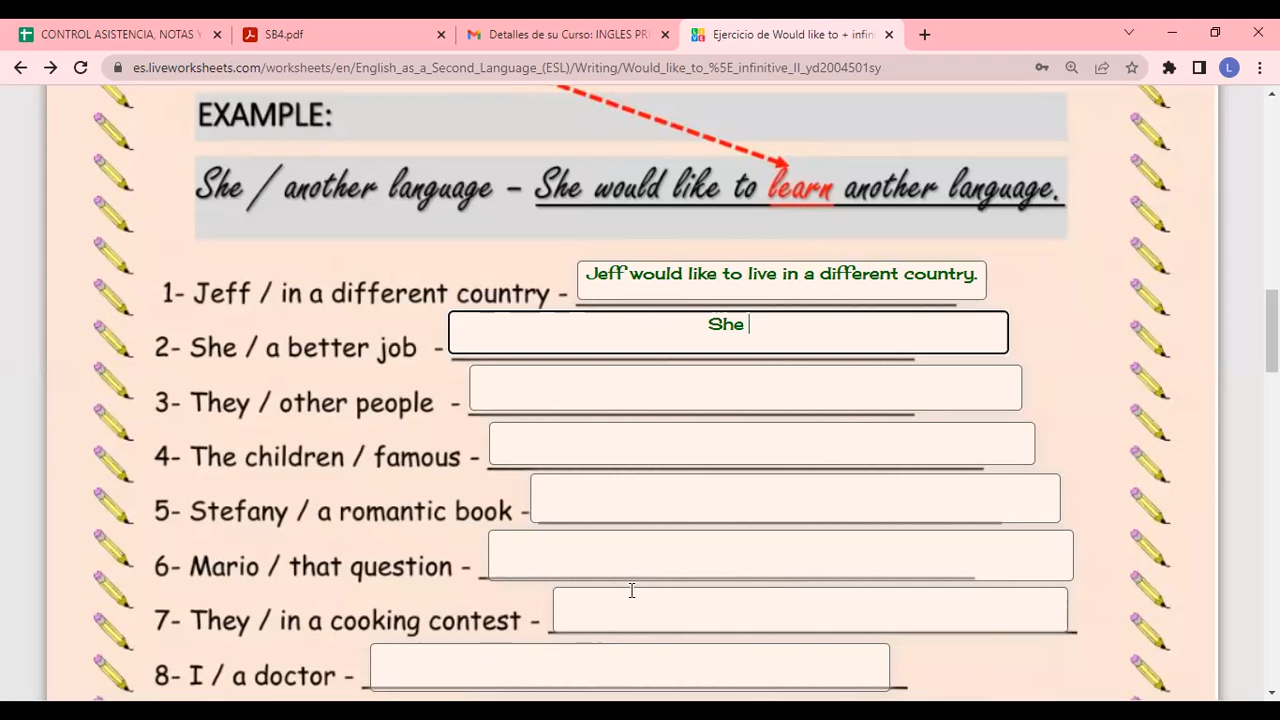 CONTROL ASISTENCIA, NOTAS Y
SB4.pdf
Detalles de su Curso: INGLES PRI
Ejercicio de Would like to + infini
es.liveworksheets.com/worksheets/en/English_as_a_Second_Language_(ESL)/Writing/Would_like_to_%5E_infinitive_II_yd2004501sy
L
EXAMPLE:
She / another language – She would like to learn another language.
1- Jeff / in a different country - Jeff would like to live in a different country.
2- She / a better job - She
3- They / other people -
4- The children / famous -
5- Stefany / a romantic book -
6- Mario / that question -
7- They / in a cooking contest -
8- I / a doctor -